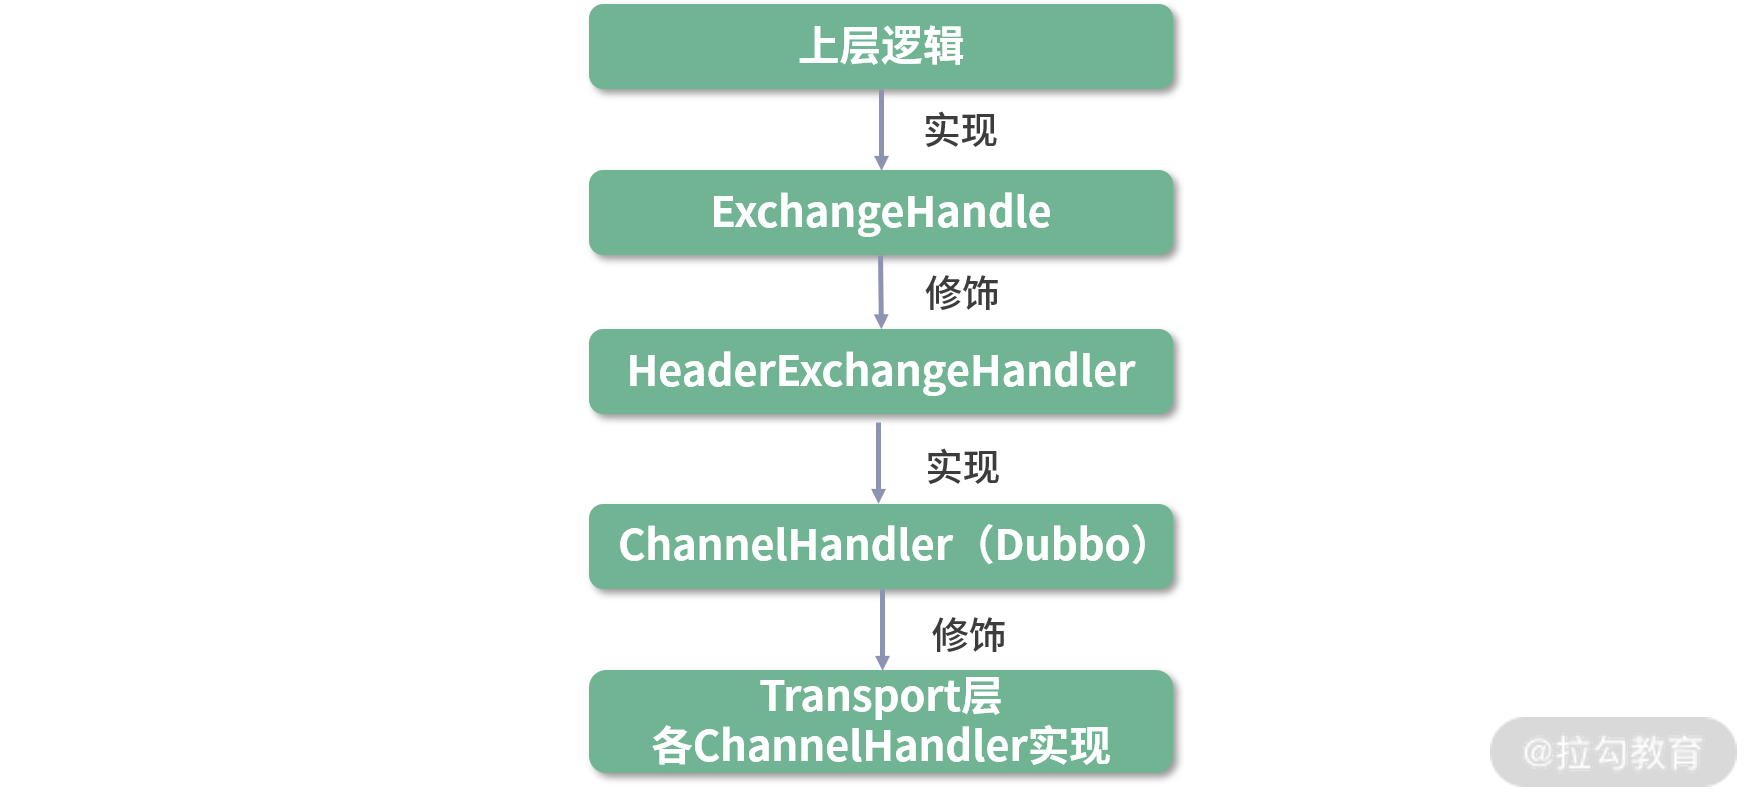 上层逻辑
实现
ExchangeHandle
修饰
HeaderExchangeHandler
实现
ChannelHandler（Dubbo）
修饰
Transport层
各ChannelHandler实现
@拉勾教育